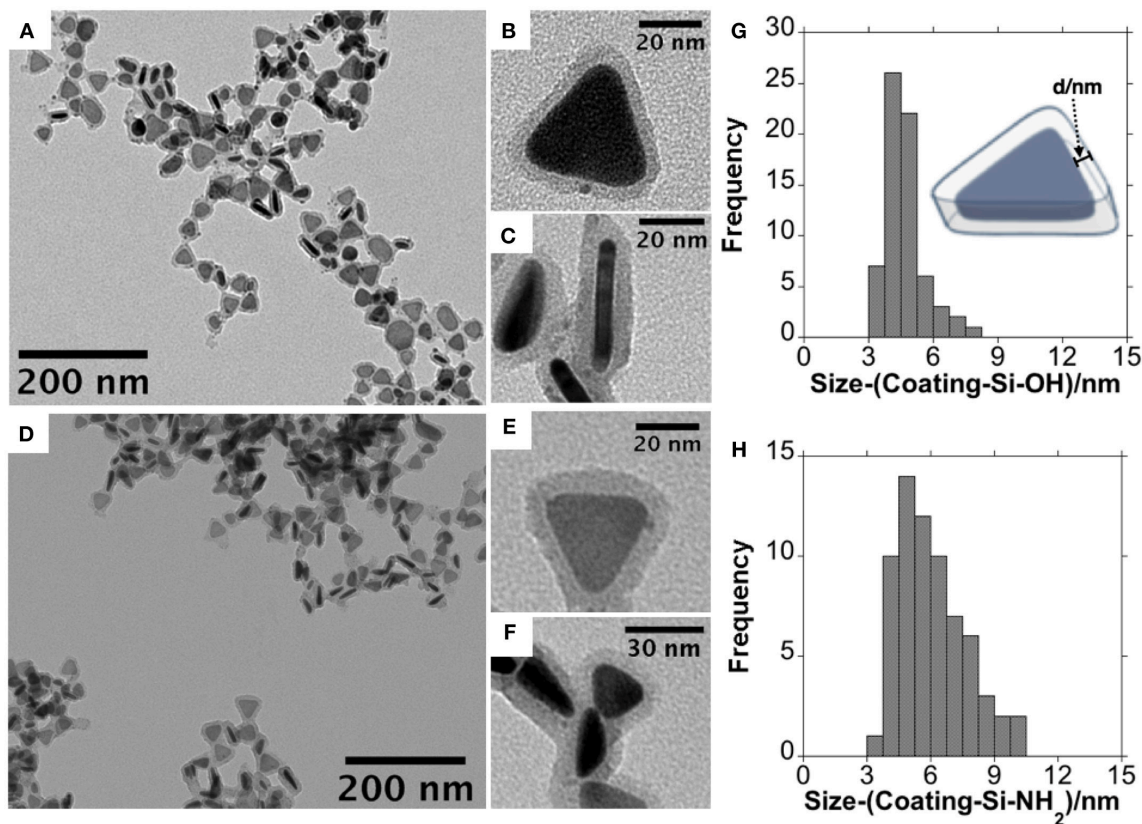 A
200 nm
B
20 nm
C
20 nm
D
200 nm
E
20 nm
F
30 nm
G
30
25
20
15
10
5
0
Frequency
d/nm
0 3 6 9 12 15
Size-(Coating-Si-OH)/nm
H
15
10
5
0
Frequency
0 3 6 9 12 15
Size-(Coating-Si-NH₂)/nm